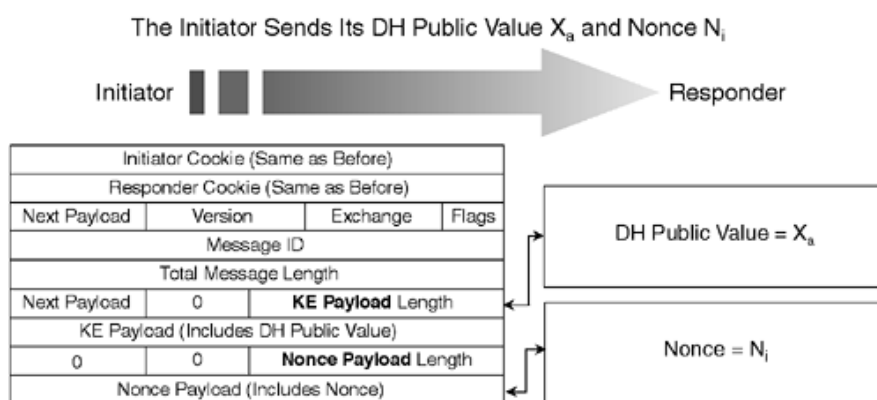 The Initiator Sends Its DH Public Value Xa and Nonce Ni
Initiator
Responder
Initiator Cookie (Same as Before)
Responder Cookie (Same as Before)
Next Payload Version Exchange Flags
Message ID
Total Message Length
Next Payload 0 KE Payload Length
KE Payload (Includes DH Public Value)
0 0 Nonce Payload Length
Nonce Payload (Includes Nonce)
DH Public Value = Xa
Nonce = Ni